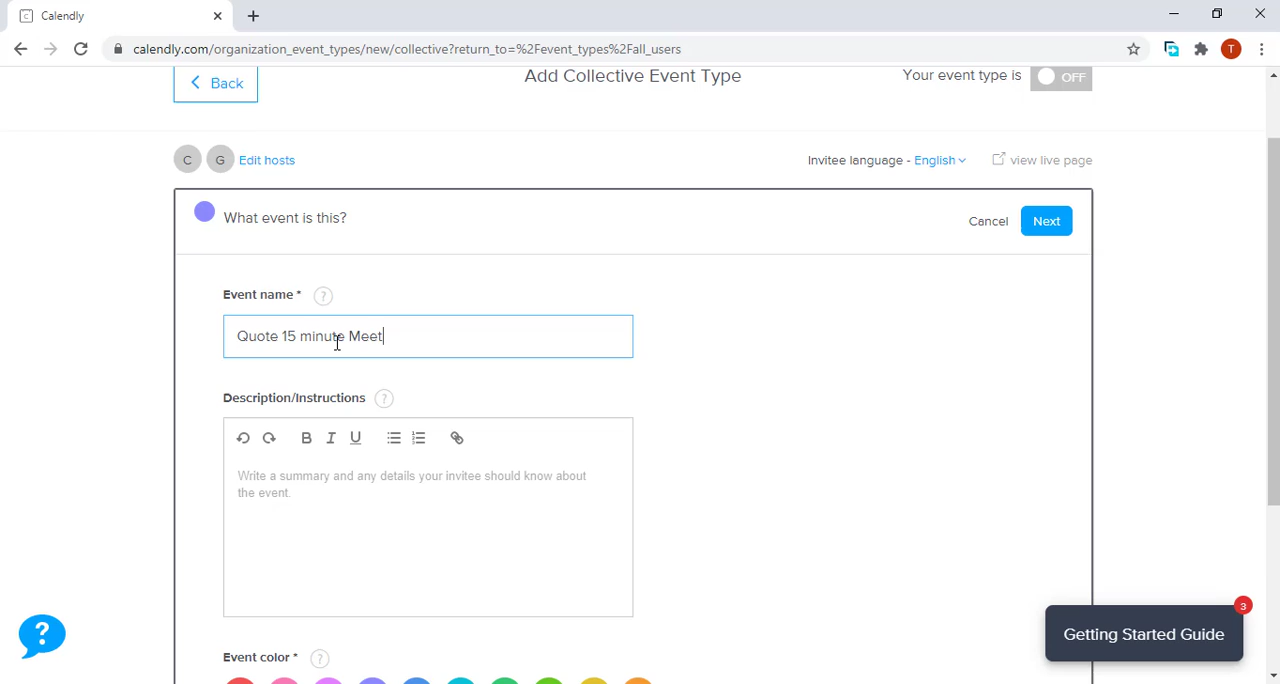 Calendly
calendly.com/organization_event_types/new/collective?return_to=%2Fevent_types%2Fall_users
T
Back
Add Collective Event Type
Your event type is OFF
C G Edit hosts
Invitee language - English
view live page
What event is this?
Cancel
Next
Event name *
?
Quote 15 minute Meet
Description/Instructions
?
B I U
Write a summary and any details your invitee should know about
the event.
3
Getting Started Guide
?
Event color *
?